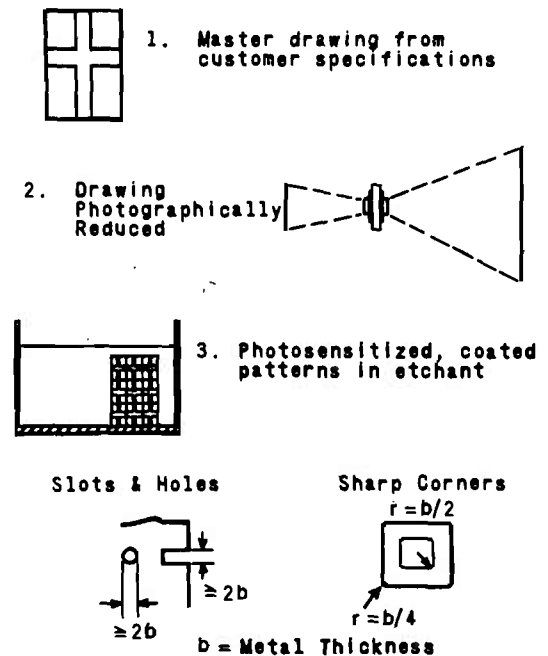 1. Master drawing from
customer specifications
2. Drawing
Photographically
Reduced
3. Photosensitized, coated
patterns in etchant
Slots & Holes
≧2b
≧2b
Sharp Corners
r=b/2
r=b/4
b = Metal Thickness